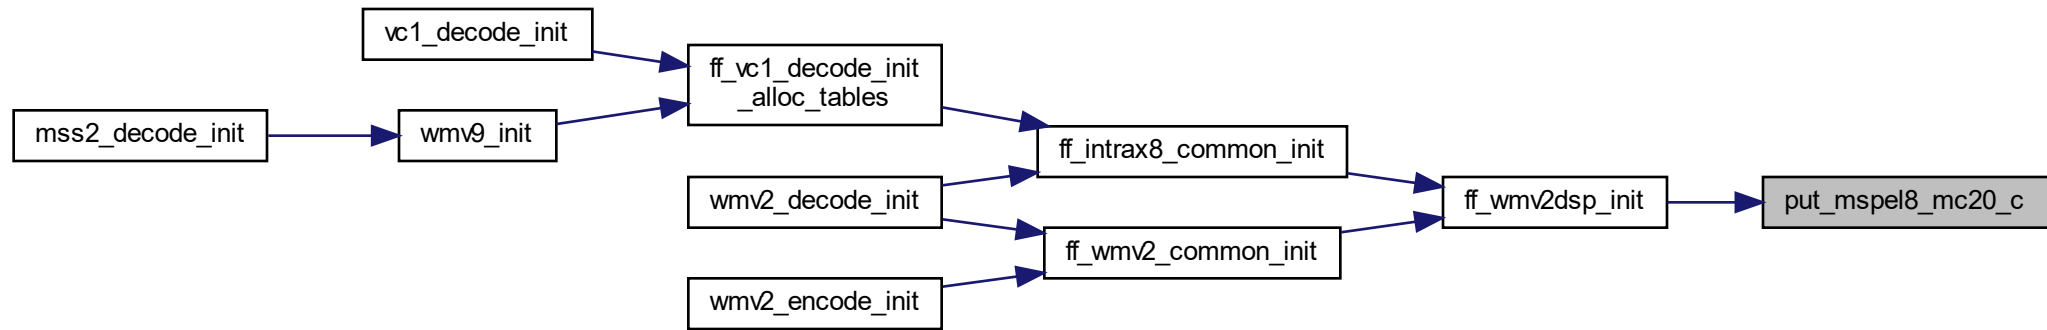 vc1_decode_init
ff_vc1_decode_init
_alloc_tables
mss2_decode_init
wmv9_init
ff_intrax8_common_init
wmv2_decode_init
ff_wmv2dsp_init
put_mspel8_mc20_c
ff_wmv2_common_init
wmv2_encode_init